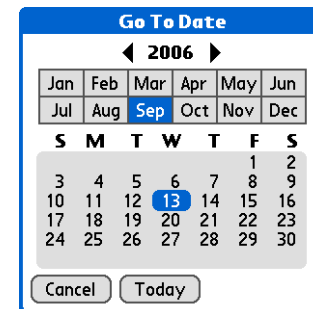 Go To Date
2006
Jan Feb Mar Apr May Jun
Jul Aug Sep Oct Nov Dec
S M T W T F S
1 2
3 4 5 6 7 8 9
10 11 12 13 14 15 16
17 18 19 20 21 22 23
24 25 26 27 28 29 30
Cancel Today